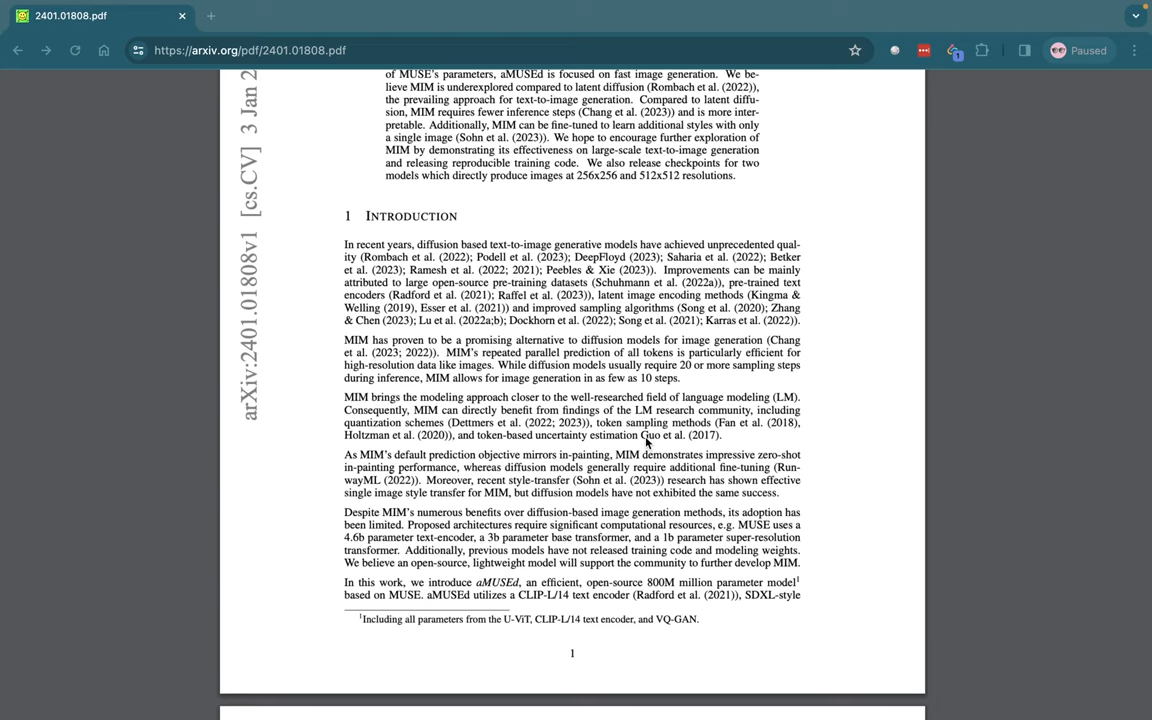 2401.01808.pdf
https://arxiv.org/pdf/2401.01808.pdf
1
Paused
arXiv:2401.01808v1 [cs.CV] 3 Jan 2
of MUSE's parameters, aMUSEd is focused on fast image generation. We be-
lieve MIM is underexplored compared to latent diffusion (Rombach et al. (2022)),
the prevailing approach for text-to-image generation. Compared to latent diffu-
sion, MIM requires fewer inference steps (Chang et al. (2023)) and is more inter-
pretable. Additionally, MIM can be fine-tuned to learn additional styles with only
a single image (Sohn et al. (2023)). We hope to encourage further exploration of
MIM by demonstrating its effectiveness on large-scale text-to-image generation
and releasing reproducible training code. We also release checkpoints for two
models which directly produce images at 256x256 and 512x512 resolutions.
1 INTRODUCTION
In recent years, diffusion based text-to-image generative models have achieved unprecedented qual-
ity (Rombach et al. (2022); Podell et al. (2023); DeepFloyd (2023); Saharia et al. (2022); Betker
et al. (2023); Ramesh et al. (2022; 2021); Peebles & Xie (2023)). Improvements can be mainly
attributed to large open-source pre-training datasets (Schuhmann et al. (2022a)), pre-trained text
encoders (Radford et al. (2021); Raffel et al. (2023)), latent image encoding methods (Kingma &
Welling (2019), Esser et al. (2021)) and improved sampling algorithms (Song et al. (2020); Zhang
& Chen (2023); Lu et al. (2022a;b); Dockhorn et al. (2022); Song et al. (2021); Karras et al. (2022)).
MIM has proven to be a promising alternative to diffusion models for image generation (Chang
et al. (2023; 2022)). MIM's repeated parallel prediction of all tokens is particularly efficient for
high-resolution data like images. While diffusion models usually require 20 or more sampling steps
during inference, MIM allows for image generation in as few as 10 steps.
MIM brings the modeling approach closer to the well-researched field of language modeling (LM).
Consequently, MIM can directly benefit from findings of the LM research community, including
quantization schemes (Dettmers et al. (2022; 2023)), token sampling methods (Fan et al. (2018),
Holtzman et al. (2020)), and token-based uncertainty estimation Guo et al. (2017).
As MIM's default prediction objective mirrors in-painting, MIM demonstrates impressive zero-shot
in-painting performance, whereas diffusion models generally require additional fine-tuning (Run-
wayML (2022)). Moreover, recent style-transfer (Sohn et al. (2023)) research has shown effective
single image style transfer for MIM, but diffusion models have not exhibited the same success.
Despite MIM's numerous benefits over diffusion-based image generation methods, its adoption has
been limited. Proposed architectures require significant computational resources, e.g. MUSE uses a
4.6b parameter text-encoder, a 3b parameter base transformer, and a 1b parameter super-resolution
transformer. Additionally, previous models have not released training code and modeling weights.
We believe an open-source, lightweight model will support the community to further develop MIM.
In this work, we introduce aMUSEd, an efficient, open-source 800M million parameter model¹
based on MUSE. aMUSEd utilizes a CLIP-L/14 text encoder (Radford et al. (2021)), SDXL-style
¹Including all parameters from the U-ViT, CLIP-L/14 text encoder, and VQ-GAN.
1